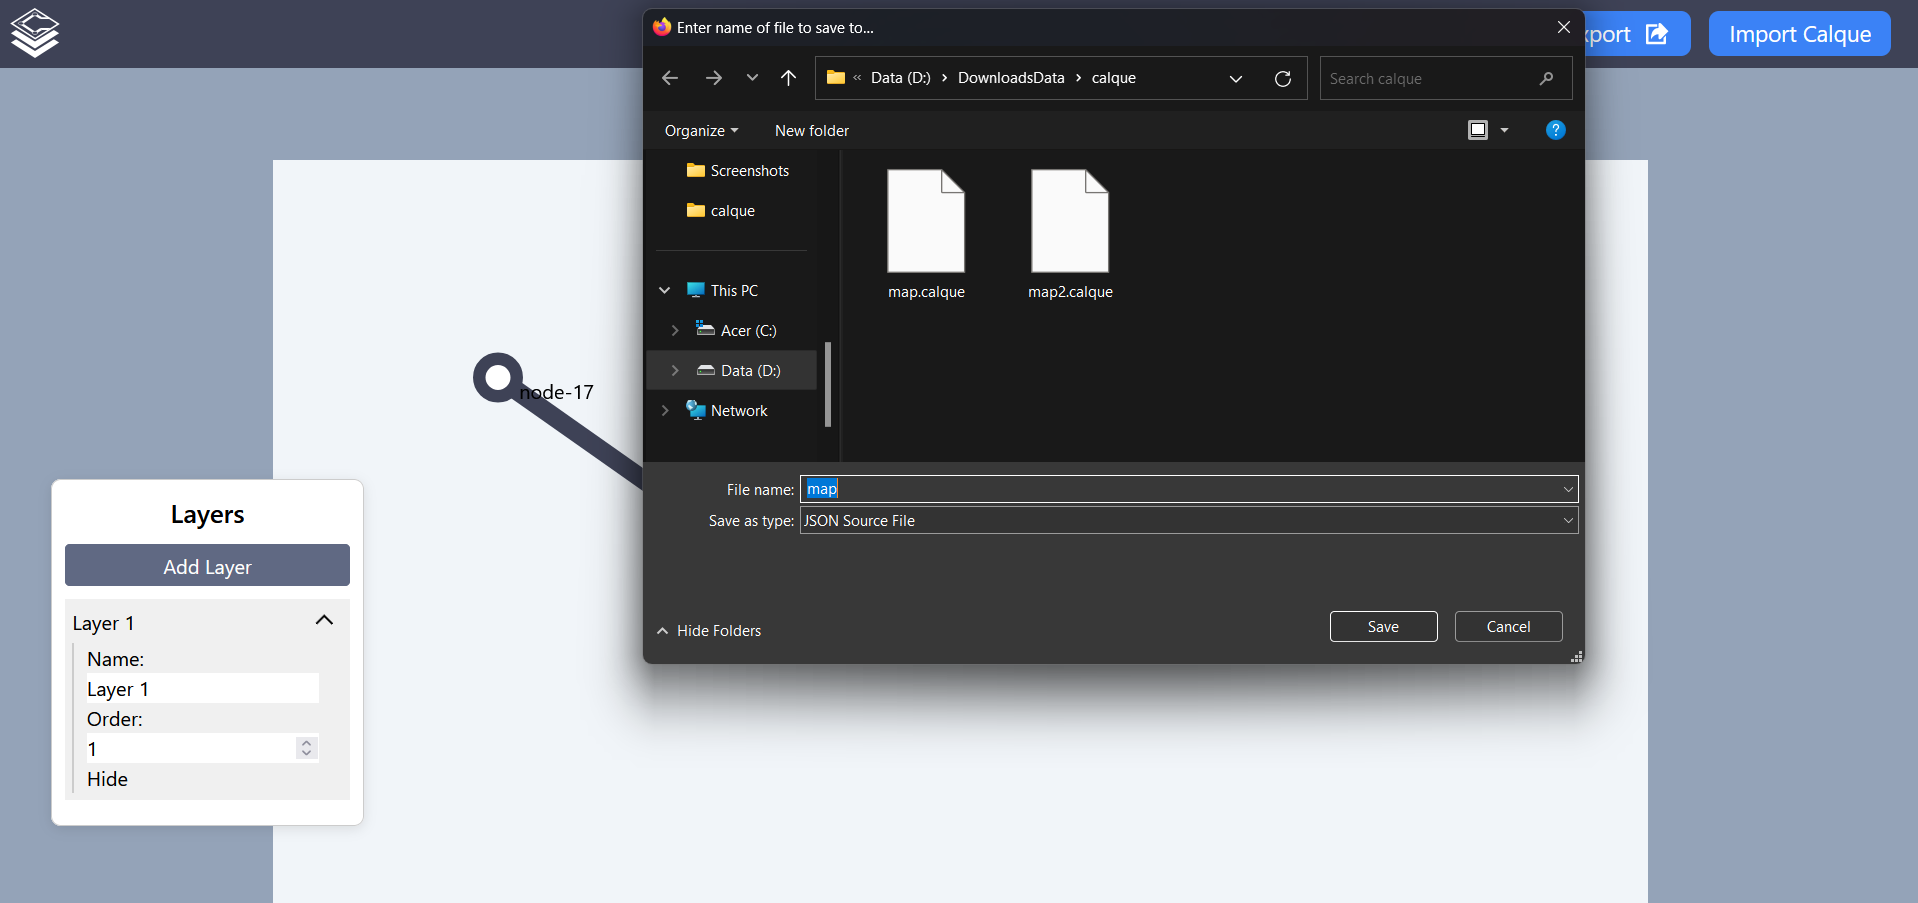 Enter name of file to save to...
Import Calque
« Data (D:) › DownloadsData › calque
Search calque
Organize
New folder
?
Screenshots
calque
This PC
Acer (C:)
Data (D:)
Network
map.calque
map2.calque
node-17
File name: map
Save as type: JSON Source File
Hide Folders
Save
Cancel
Layers
Add Layer
Layer 1
Name:
Layer 1
Order:
1
Hide